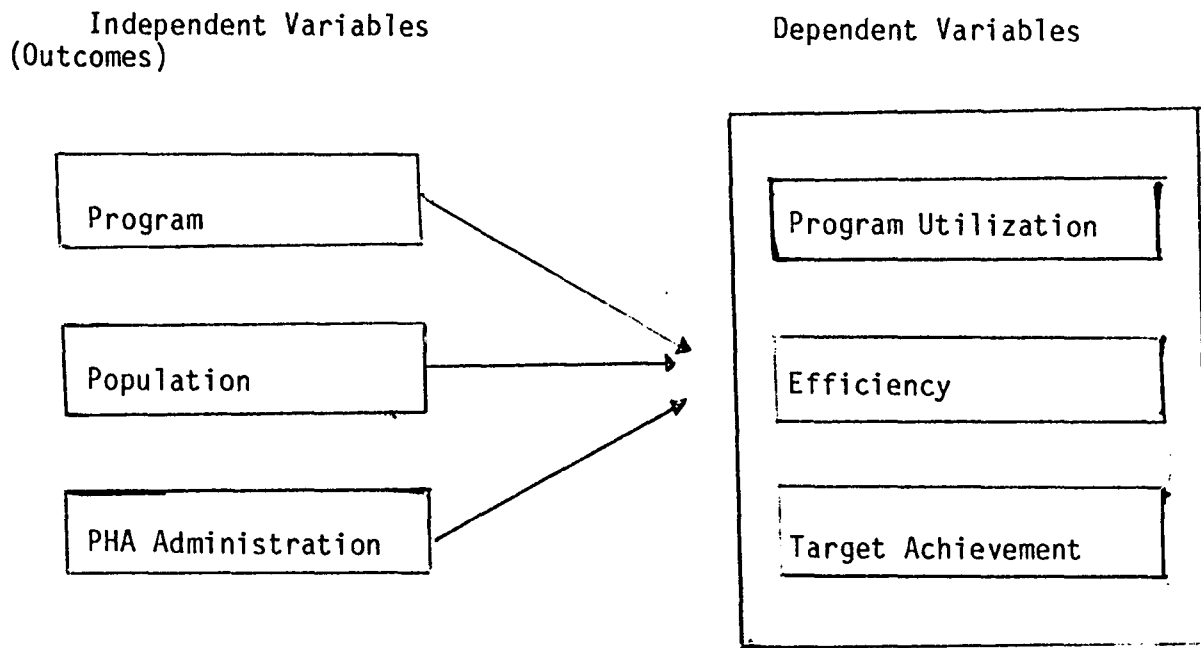 Independent Variables
(Outcomes)
Dependent Variables
Program
Population
PHA Administration
Program Utilization
Efficiency
Target Achievement